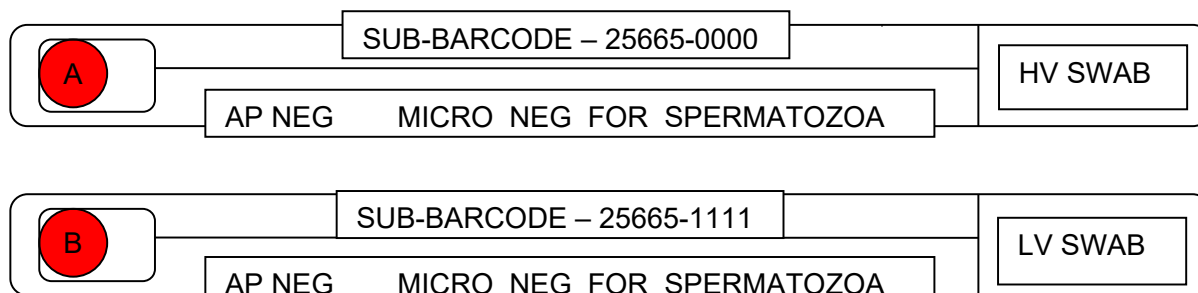 SUB-BARCODE – 25665-0000
A
HV SWAB
AP NEG MICRO NEG FOR SPERMATOZOA
SUB-BARCODE – 25665-1111
B
LV SWAB
AP NEG MICRO NEG FOR SPERMATOZOA